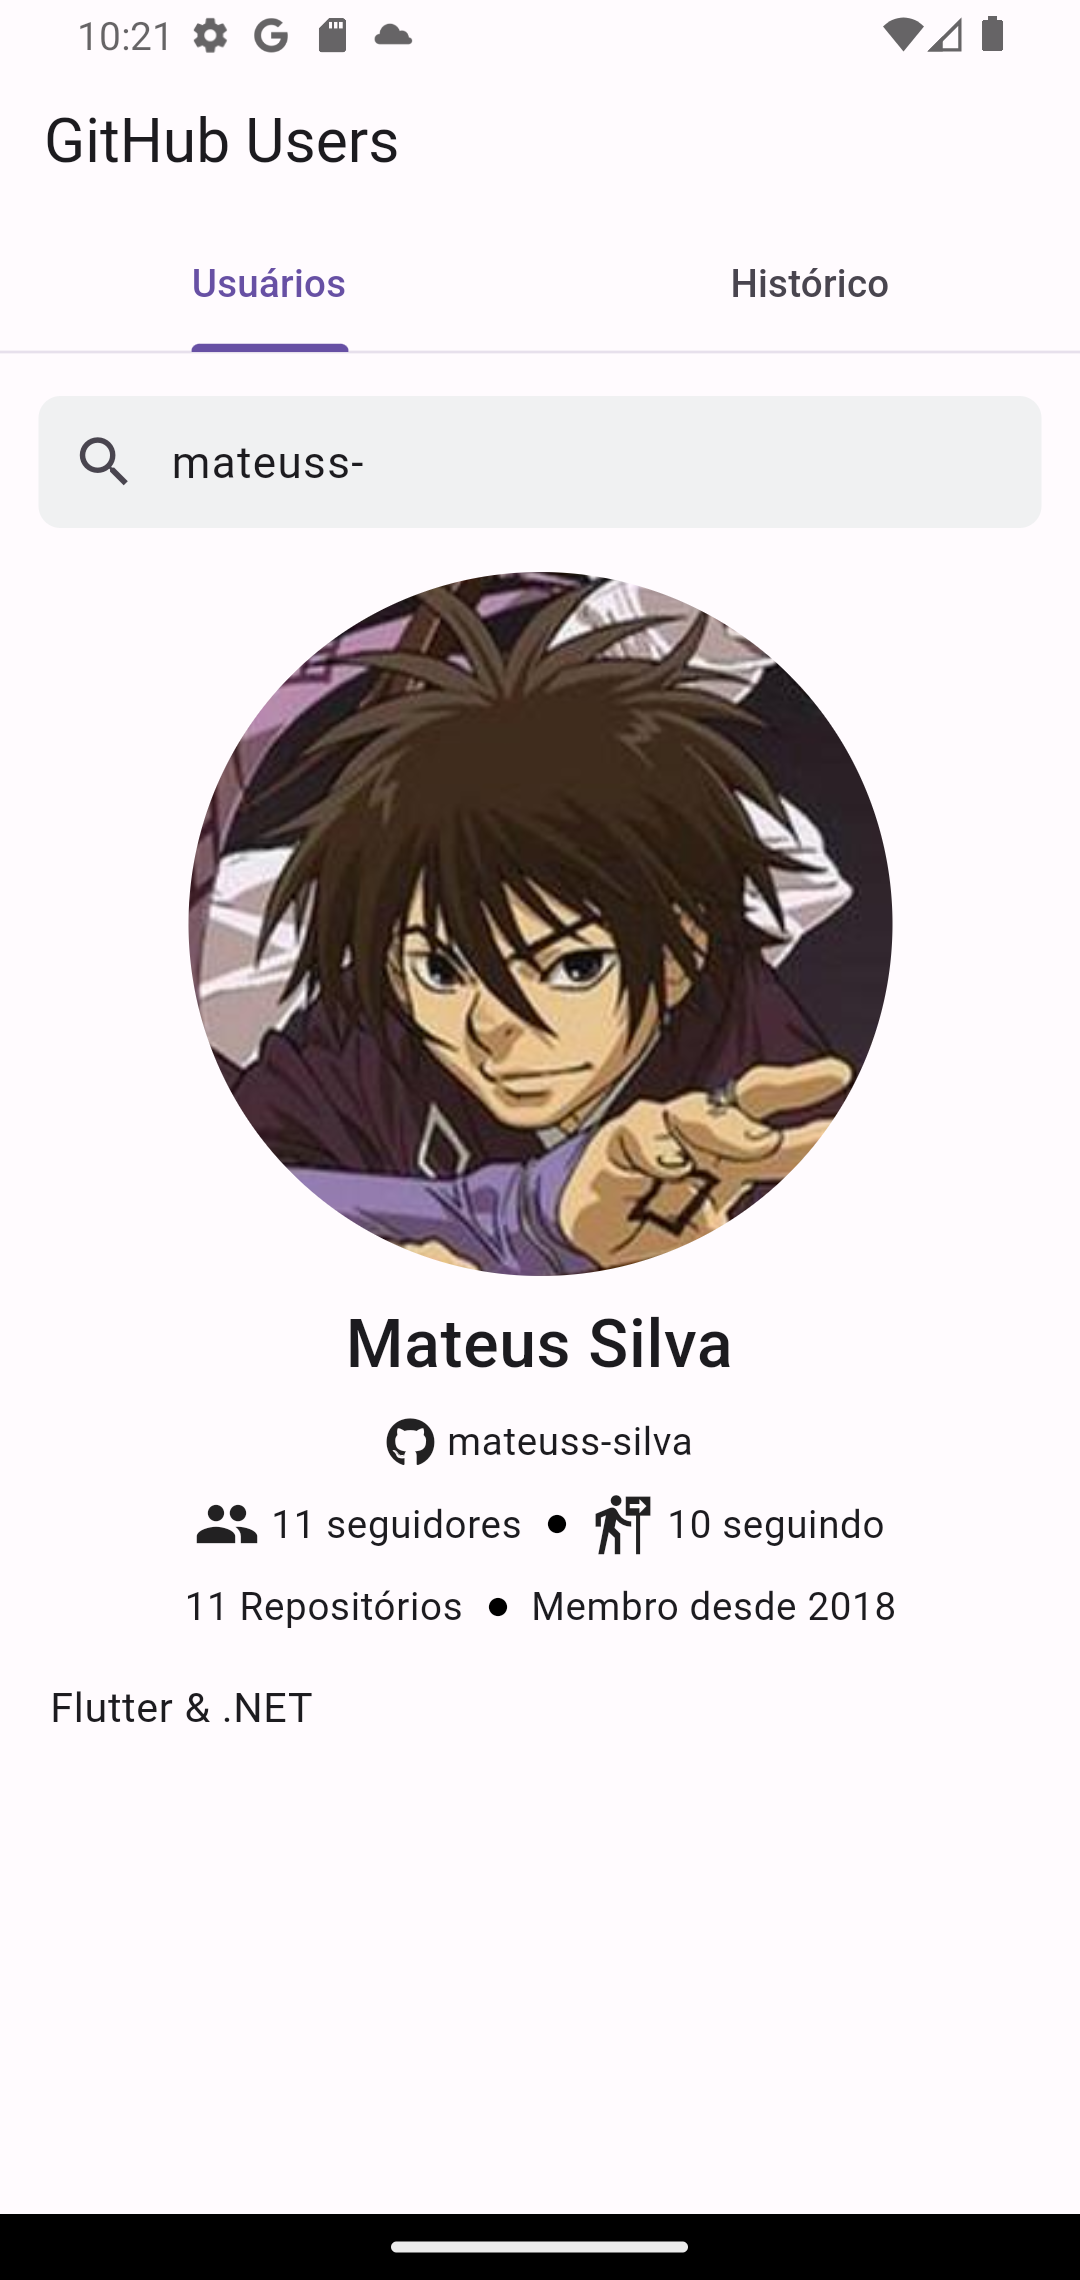 10:21
GitHub Users
Usuários Histórico
mateuss-
Mateus Silva
mateuss-silva
11 seguidores • 10 seguindo
11 Repositórios • Membro desde 2018
Flutter & .NET